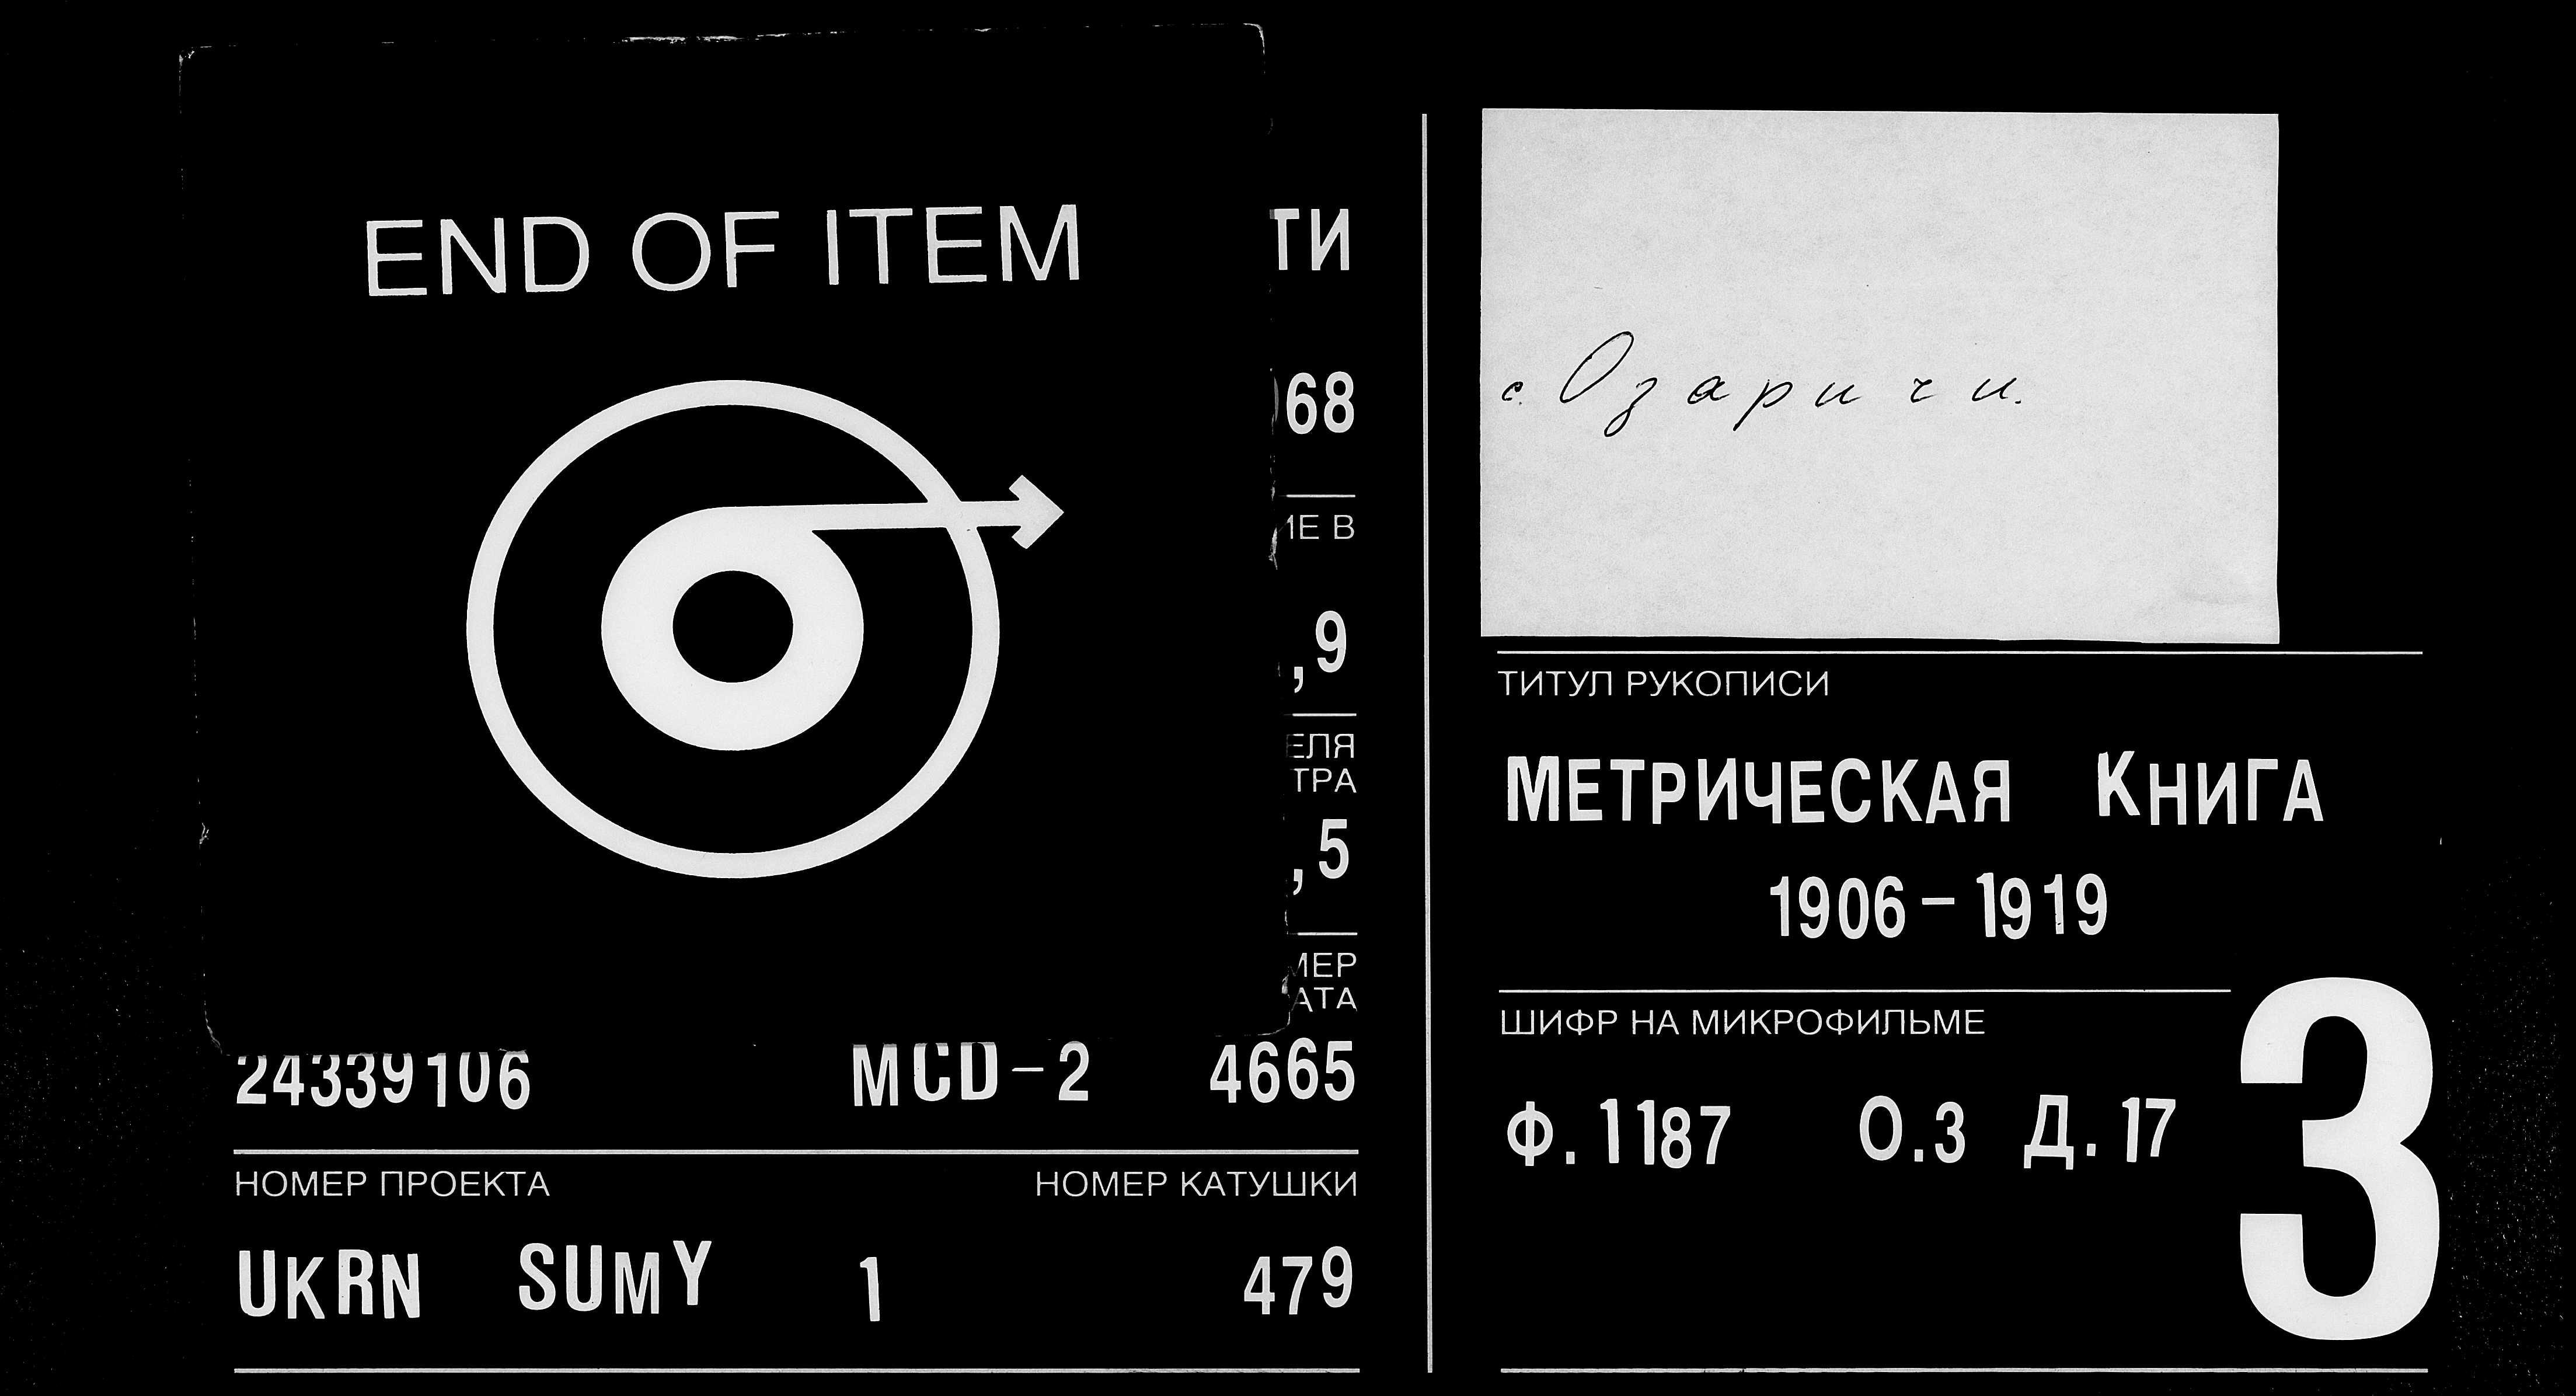 END OF ITEM
ТИ
68
ИЕ В
,9
ЕЛЯ
ТРА
,5
МЕР
АТА
24339106 MCD-2 4665
НОМЕР ПРОЕКТА НОМЕР КАТУШКИ
UKRN SUMY 1 479
с. Озаричи.
ТИТУЛ РУКОПИСИ
МЕТРИЧЕСКАЯ КНИГА
1906-1919
ШИФР НА МИКРОФИЛЬМЕ
Ф.1187 О.3 Д.17
3